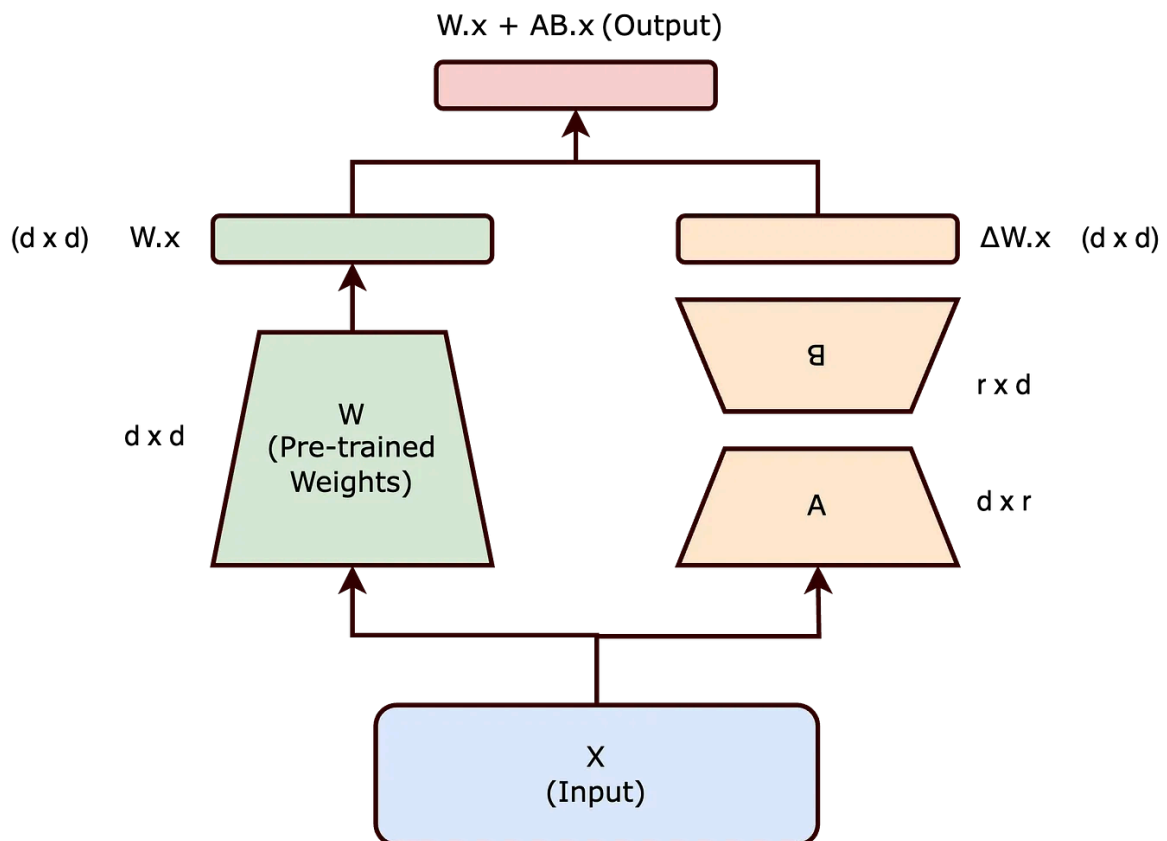 W.x + AB.x (Output)
(d x d) W.x
ΔW.x (d x d)
B
r x d
d x d
W
(Pre-trained
Weights)
A
d x r
X
(Input)